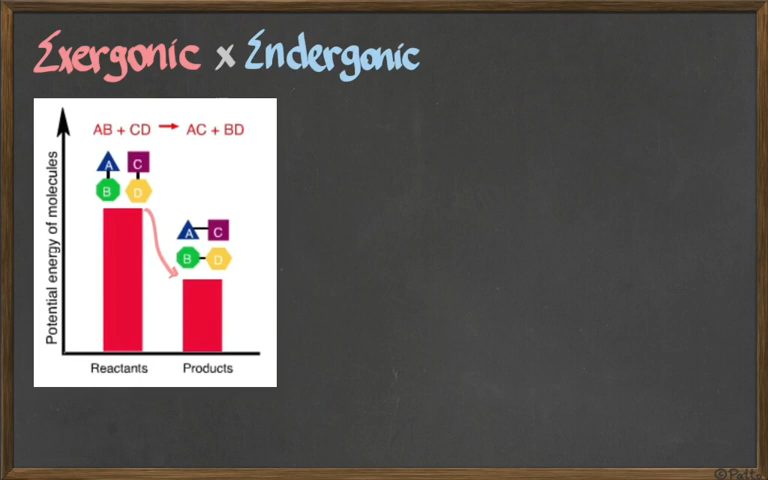 Exergonic x Endergonic
AB + CD → AC + BD
A C
B D
A C
B D
Potential energy of molecules
Reactants Products